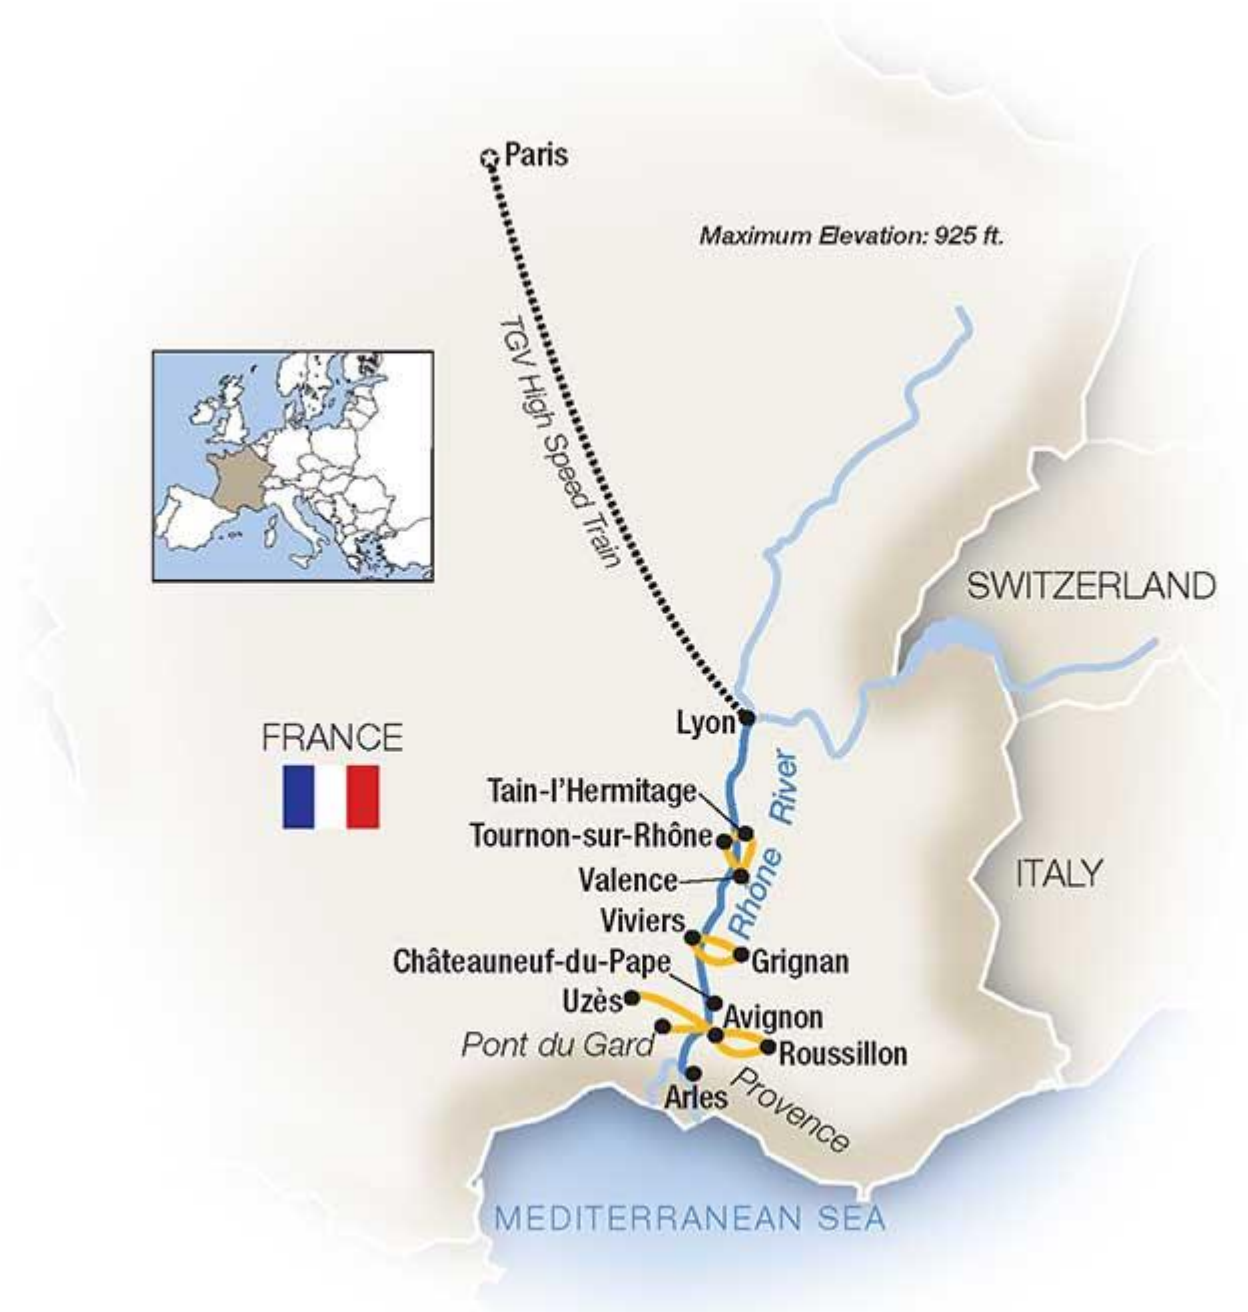 Paris
Maximum Elevation: 925 ft.
TGV High Speed Train
SWITZERLAND
FRANCE
Lyon
Rhône River
Tain-l'Hermitage
Tournon-sur-Rhône
Valence
ITALY
Viviers
Châteauneuf-du-Pape
Grignan
Uzès
Avignon
Pont du Gard
Roussillon
Arles
Provence
MEDITERRANEAN SEA